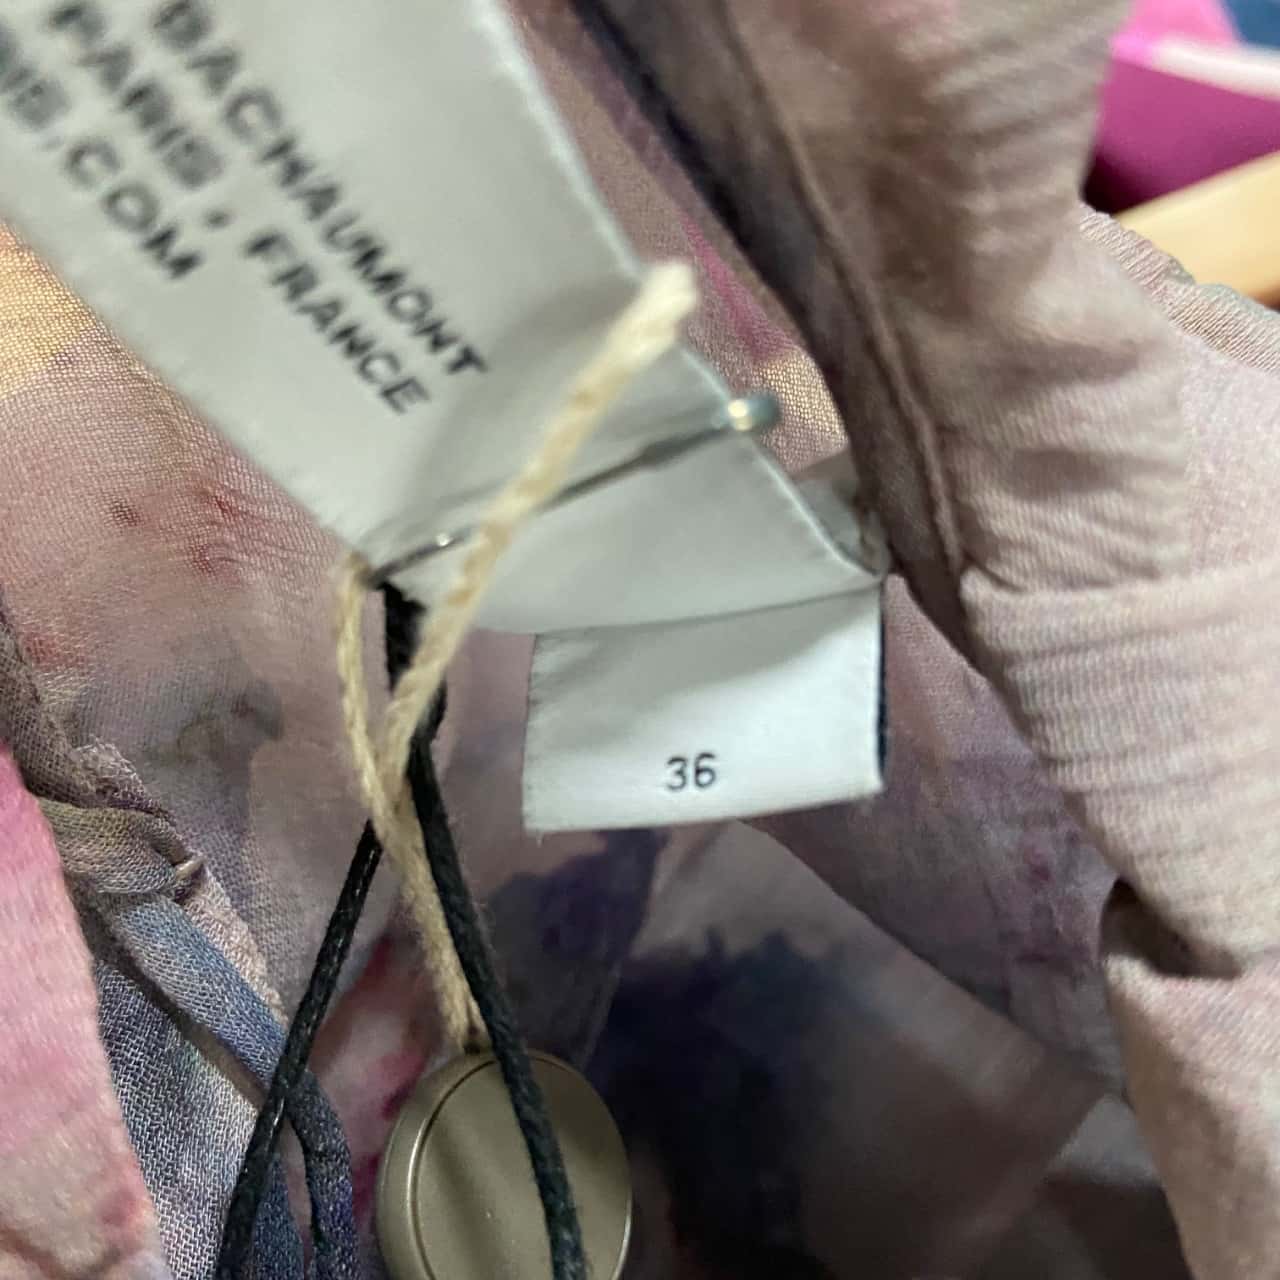 BACHAUMONT
PARIS, FRANCE
.COM
36